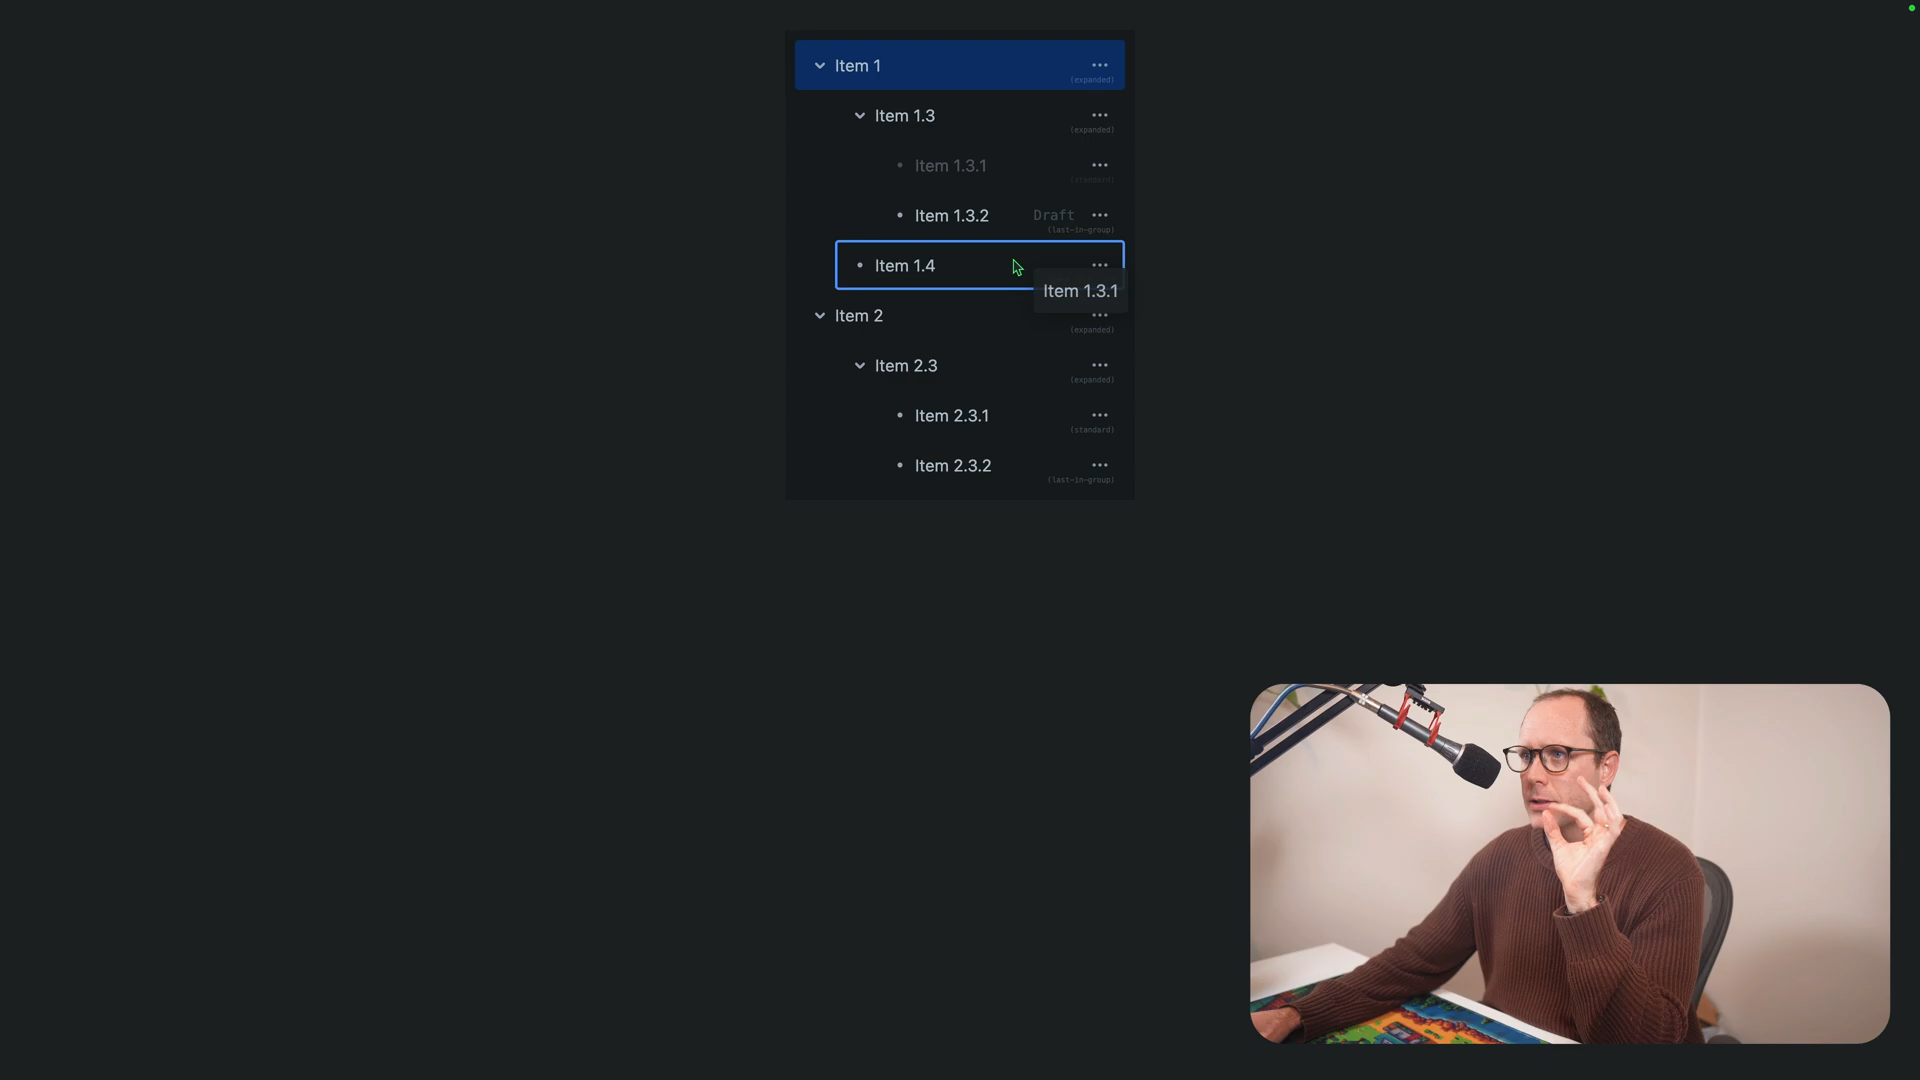 Item 1
(expanded)
Item 1.3
(expanded)
Item 1.3.1
(standard)
Item 1.3.2 Draft
(last-in-group)
Item 1.4
Item 1.3.1
Item 2
(expanded)
Item 2.3
(expanded)
Item 2.3.1
(standard)
Item 2.3.2
(last-in-group)